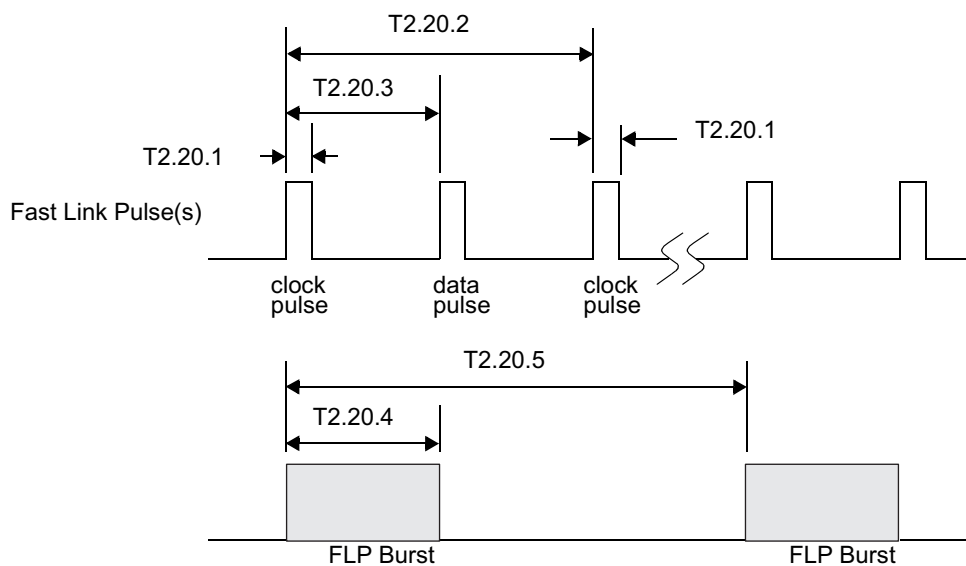 T2.20.2
T2.20.3
T2.20.1
T2.20.1
Fast Link Pulse(s)
clock
pulse
data
pulse
clock
pulse
T2.20.5
T2.20.4
FLP Burst
FLP Burst